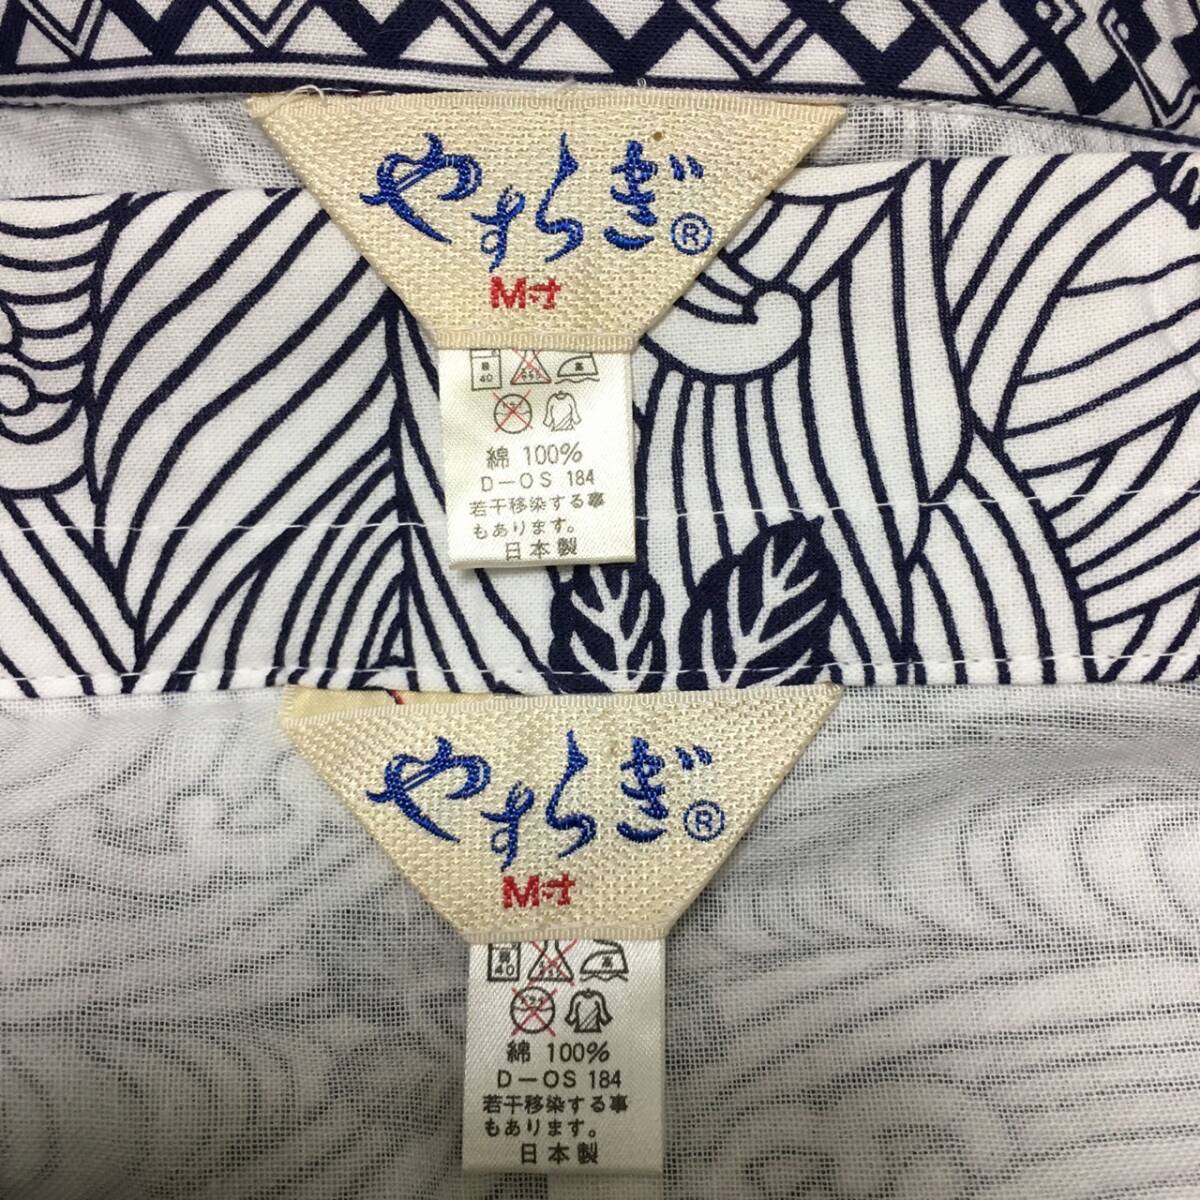 やすらぎ®
M寸
40
綿 100%
D－OS 184
若干移染する事
もあります。
日本製
やすらぎ®
M寸
40
綿 100%
D－OS 184
若干移染する事
もあります。
日本製